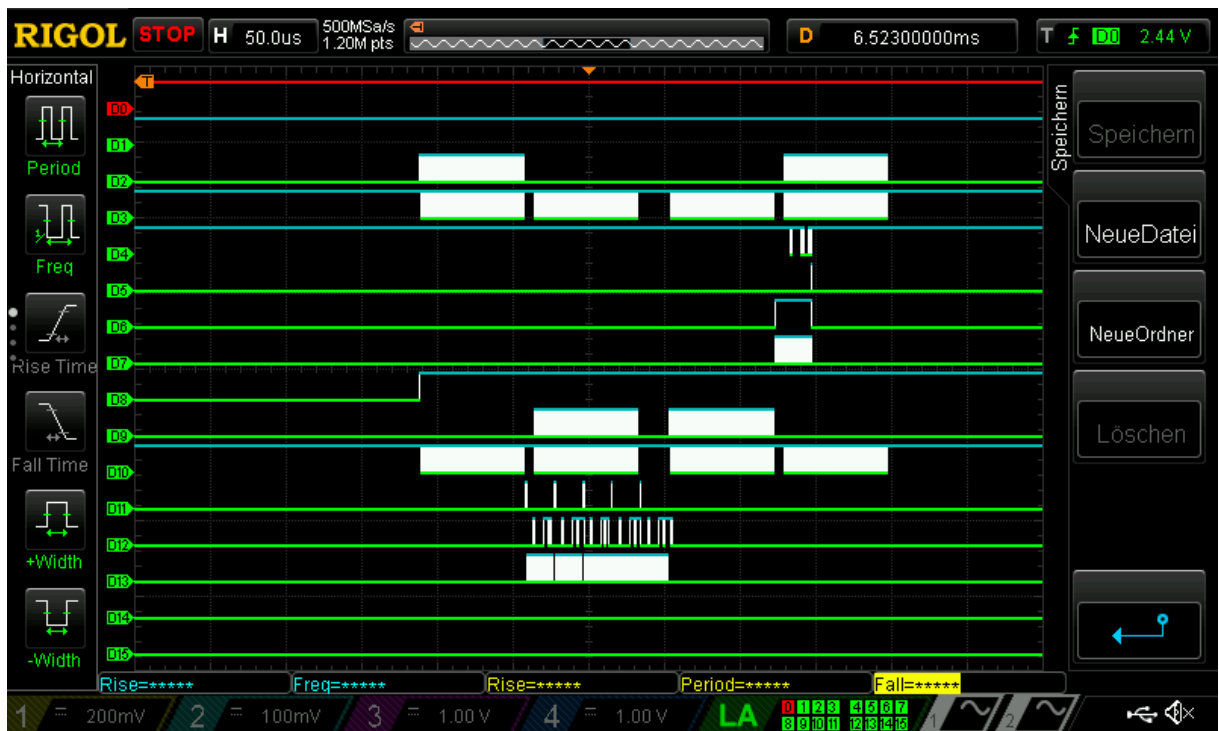 RIGOL STOP H 50.0us 500MSa/s 1.20M pts D 6.52300000ms T D0 2.44 V
Horizontal
Period
Freq
Rise Time
Fall Time
+Width
-Width
T
D0
D1
D2
D3
D4
D5
D6
D7
D8
D9
D10
D11
D12
D13
D14
D15
Speichern
Speichern
NeueDatei
NeueOrdner
Löschen
Rise=***** Freq=***** Rise=***** Period=***** Fall=*****
1 200mV 2 100mV 3 1.00 V 4 1.00 V LA 0 1 2 3 4 5 6 7 1 2
8 9 10 11 12 13 14 15